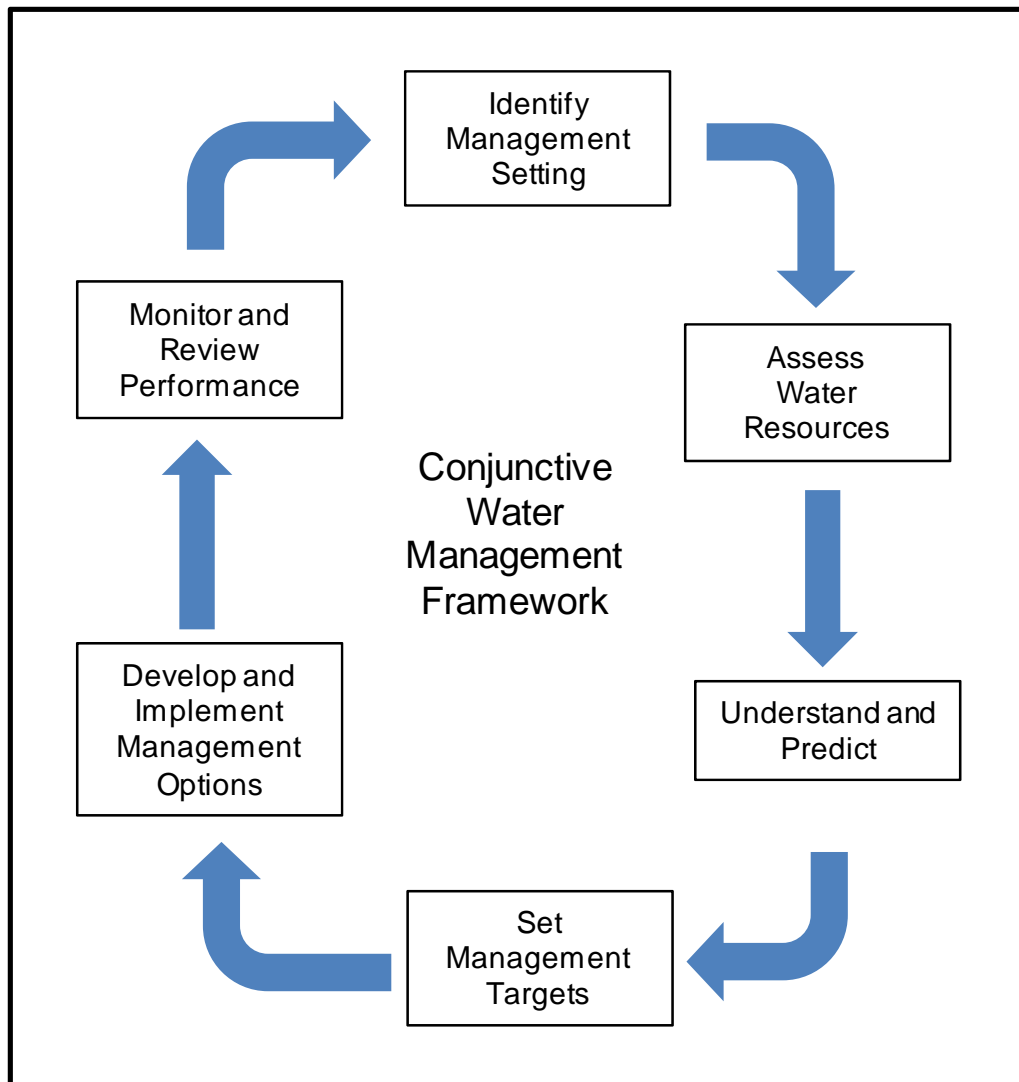 Identify
Management
Setting
Assess
Water
Resources
Understand and
Predict
Set
Management
Targets
Develop and
Implement
Management
Options
Monitor and
Review
Performance
Conjunctive
Water
Management
Framework